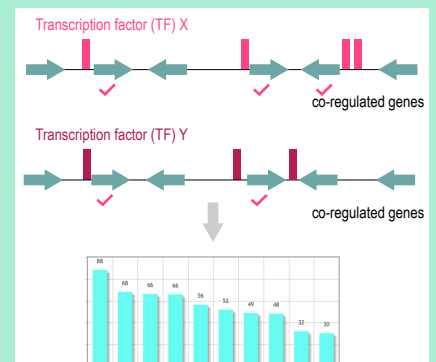 Transcription factor (TF) X
co-regulated genes
Transcription factor (TF) Y
co-regulated genes
88
68
66
66
56
52
49
48
32
30